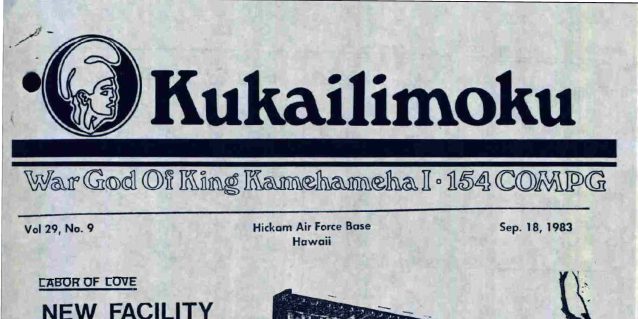 Kukailimoku
War God Of King Kamehameha I · 154 COMPG
Vol 29, No. 9
Hickam Air Force Base
Hawaii
Sep. 18, 1983
LABOR OF LOVE
NEW FACILITY